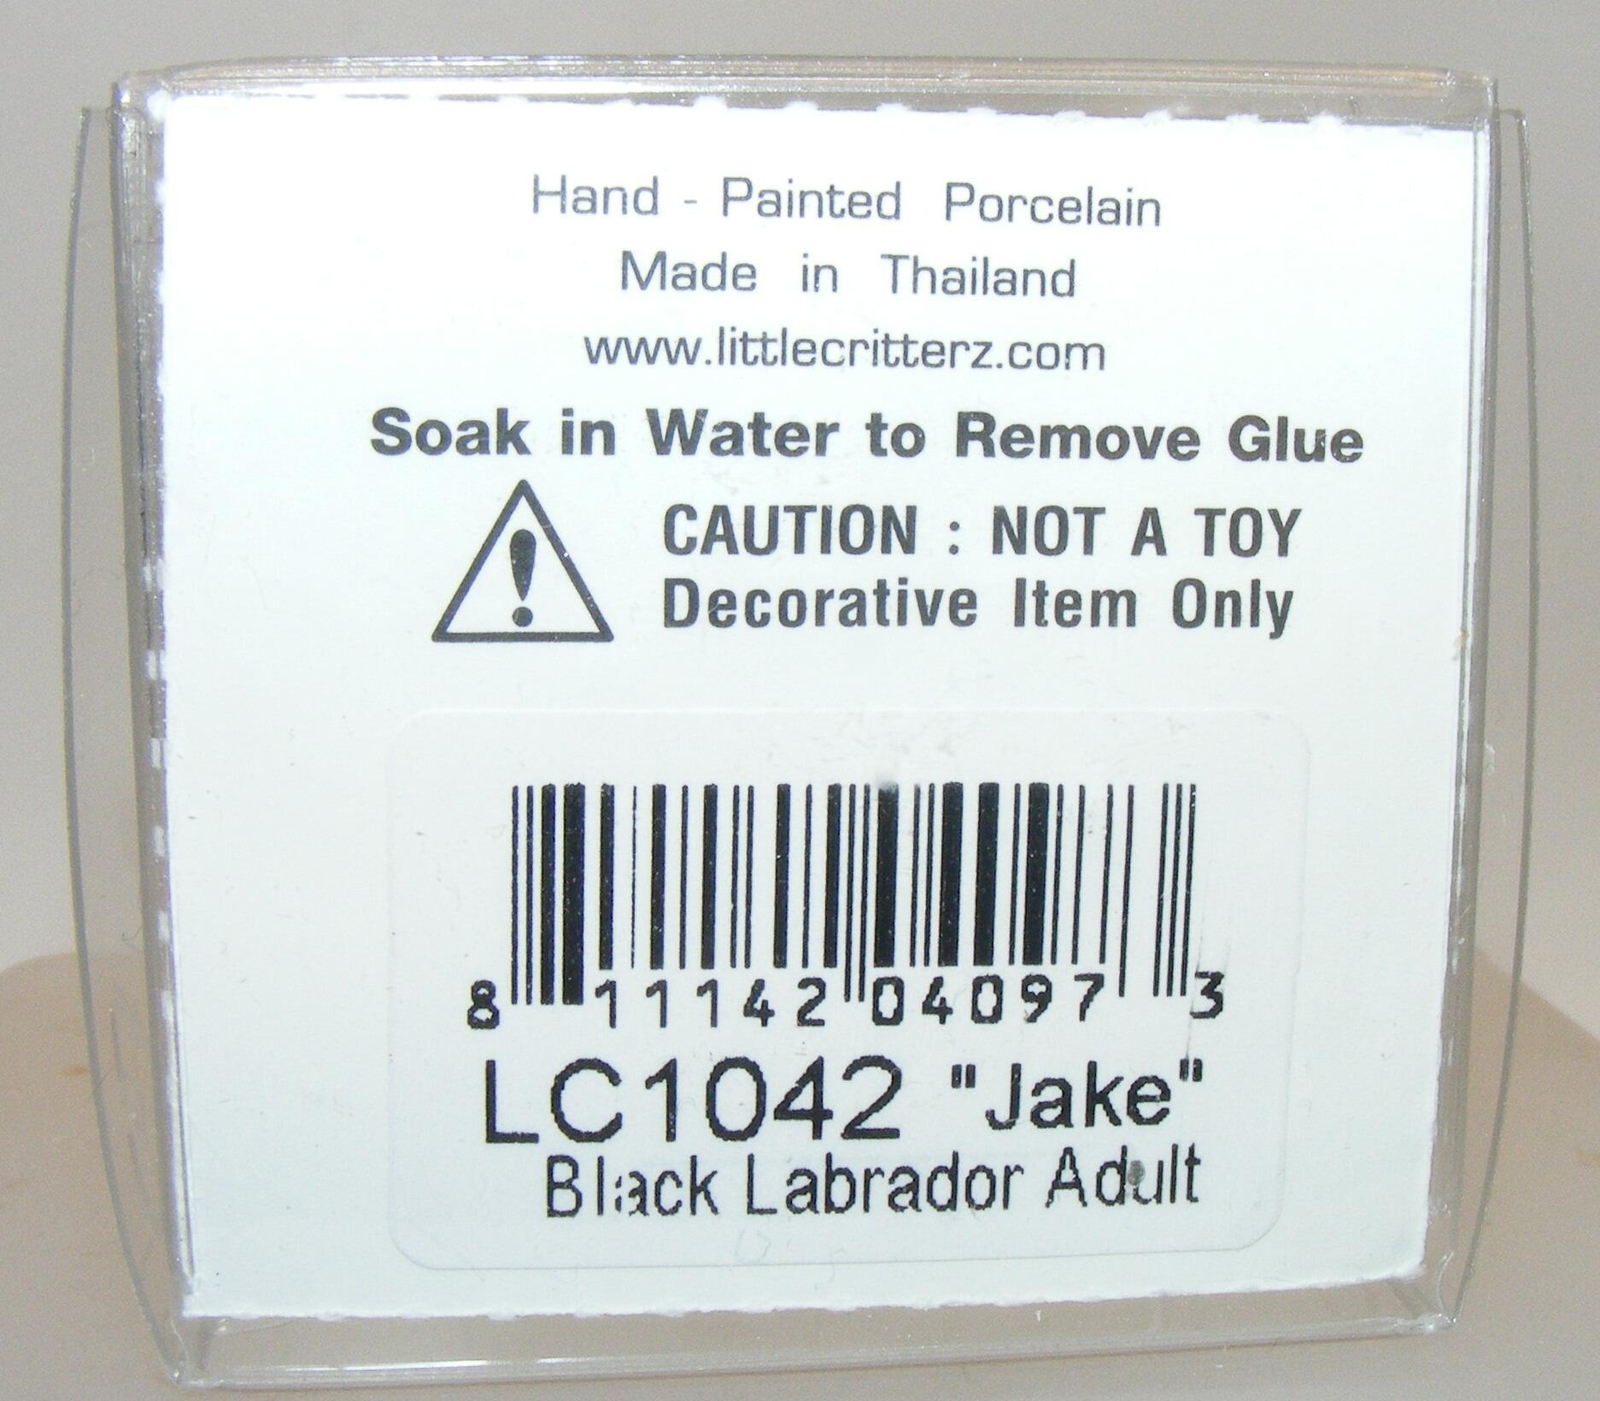 Hand - Painted Porcelain
Made in Thailand
www.littlecritterz.com
Soak in Water to Remove Glue
CAUTION : NOT A TOY
Decorative Item Only
8 11142 04097 3
LC1042 "Jake"
Black Labrador Adult